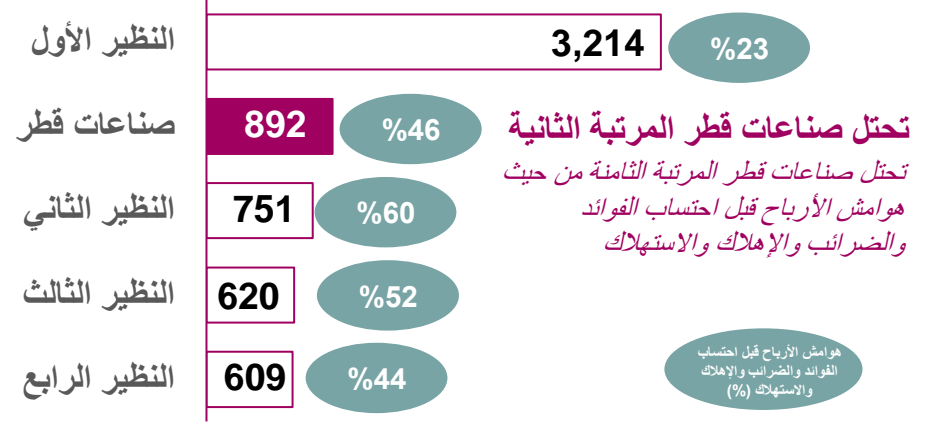 النظير الأول
3,214
%23
صناعات قطر
892
%46
النظير الثاني
751
%60
النظير الثالث
620
%52
النظير الرابع
609
%44
تحتل صناعات قطر المرتبة الثانية
تحتل صناعات قطر المرتبة الثامنة من حيث
هوامش الأرباح قبل احتساب الفوائد
والضرائب والإهلاك والاستهلاك
هوامش الأرباح قبل احتساب
الفوائد والضرائب والإهلاك
والاستهلاك (%)